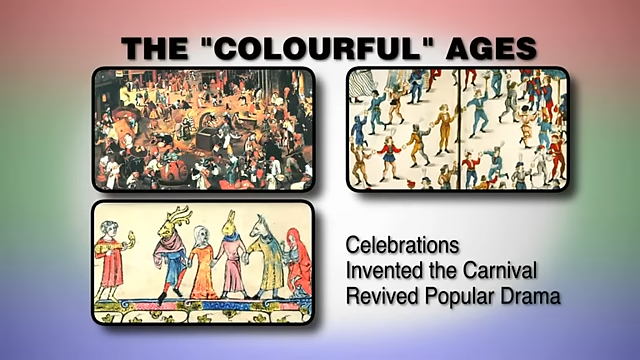 THE "COLOURFUL" AGES
Celebrations
Invented the Carnival
Revived Popular Drama